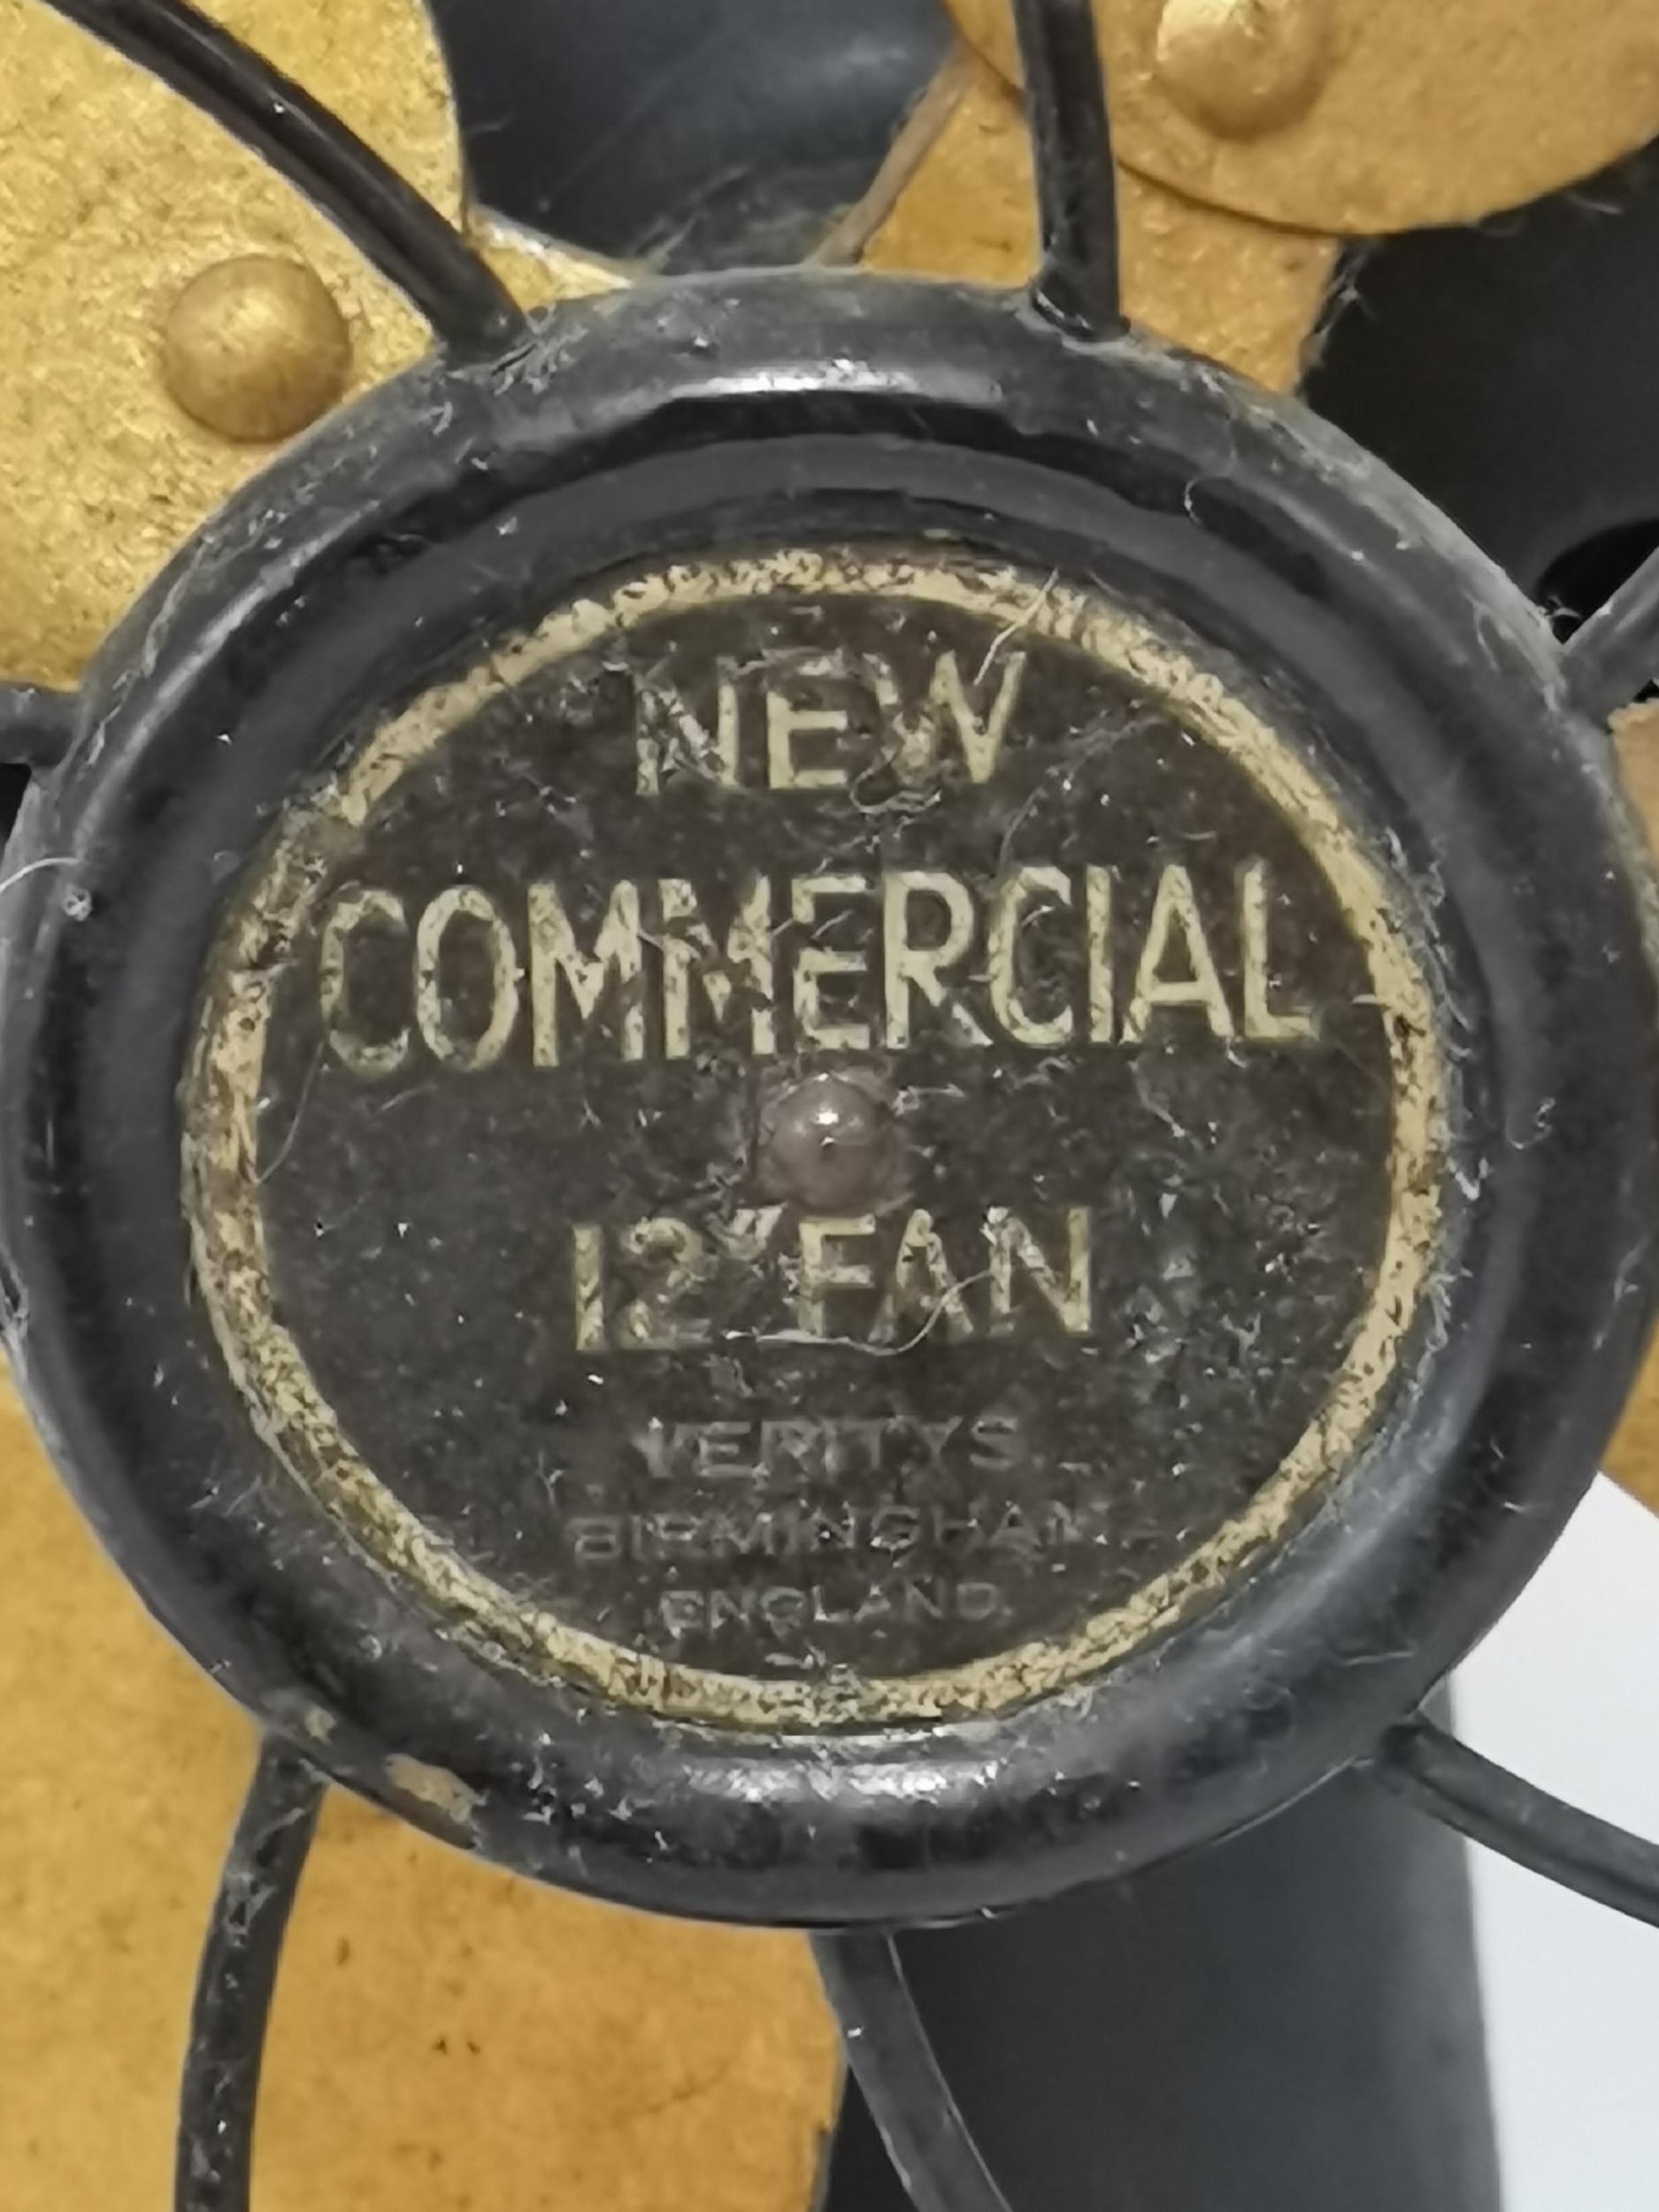 NEW
COMMERCIAL
12" FAN
VERITYS
BIRMINGHAM
ENGLAND